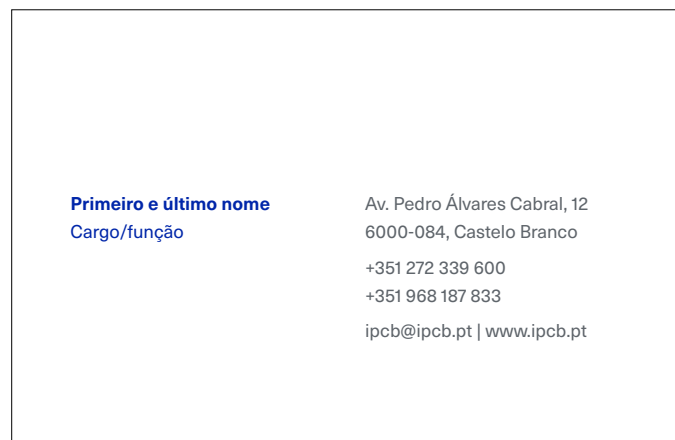 Primeiro e último nome
Cargo/função
Av. Pedro Álvares Cabral, 12
6000-084, Castelo Branco
+351 272 339 600
+351 968 187 833
ipcb@ipcb.pt | www.ipcb.pt